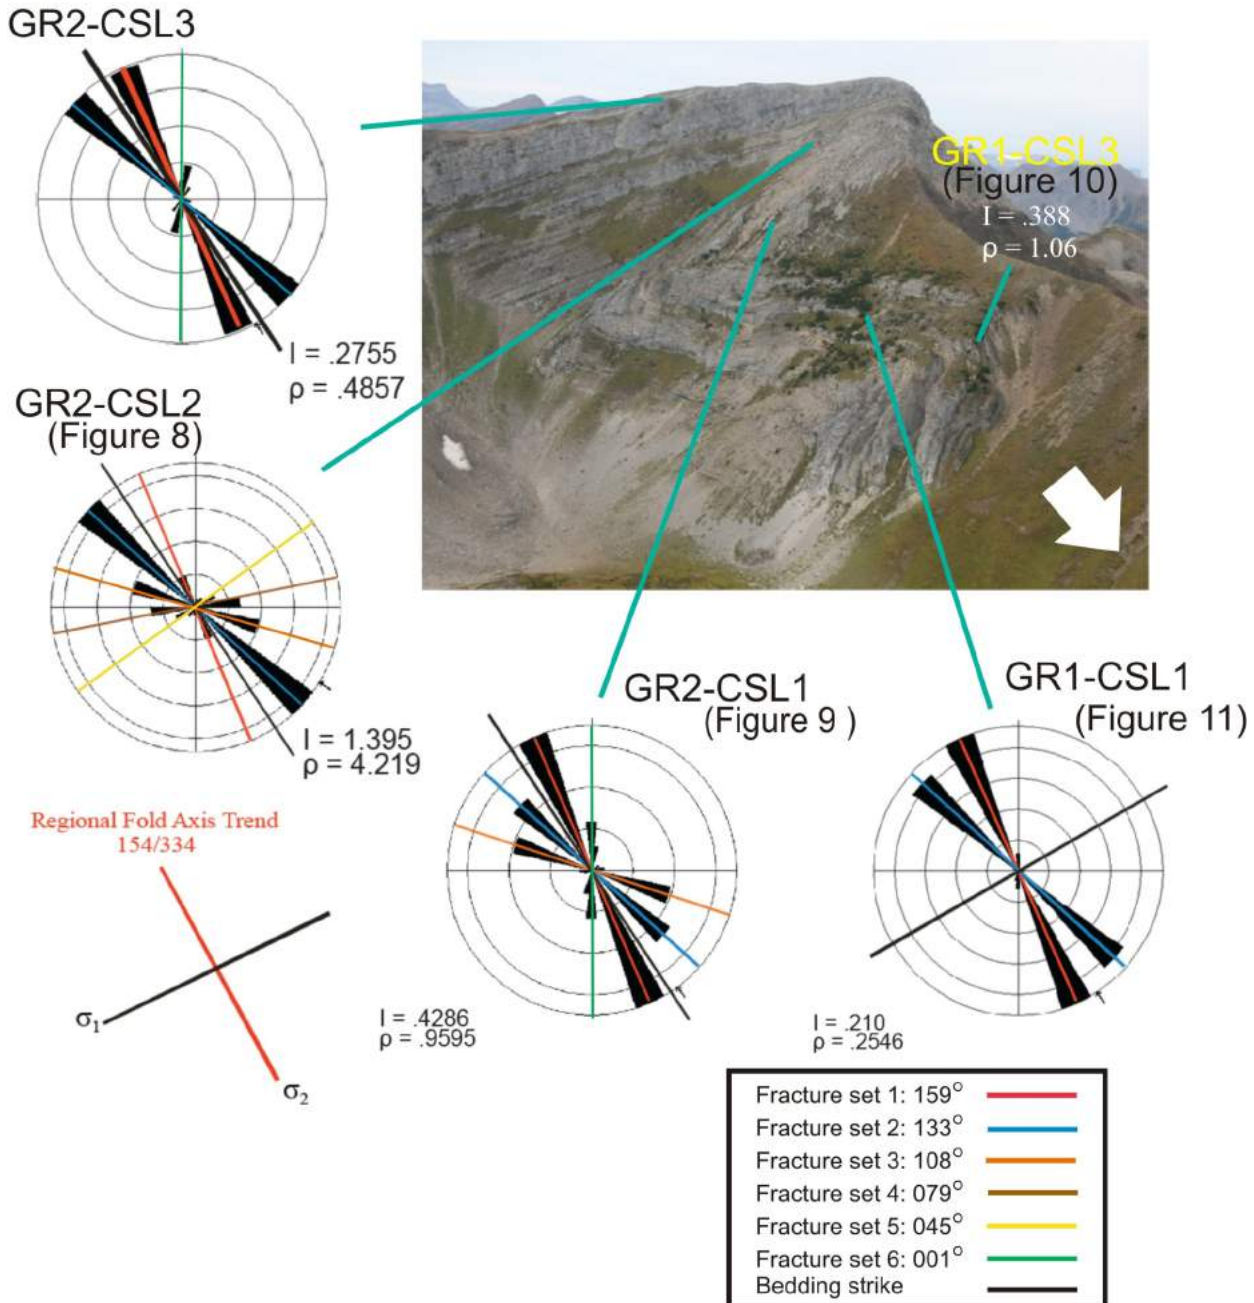 GR2-CSL3
I = .2755
ρ = .4857
GR1-CSL3
(Figure 10)
I = .388
ρ = 1.06
GR2-CSL2
(Figure 8)
I = 1.395
ρ = 4.219
GR2-CSL1
(Figure 9 )
I = .4286
ρ = .9595
GR1-CSL1
(Figure 11)
I = .210
ρ = .2546
Regional Fold Axis Trend
154/334
σ1
σ2
Fracture set 1: 159°
Fracture set 2: 133°
Fracture set 3: 108°
Fracture set 4: 079°
Fracture set 5: 045°
Fracture set 6: 001°
Bedding strike